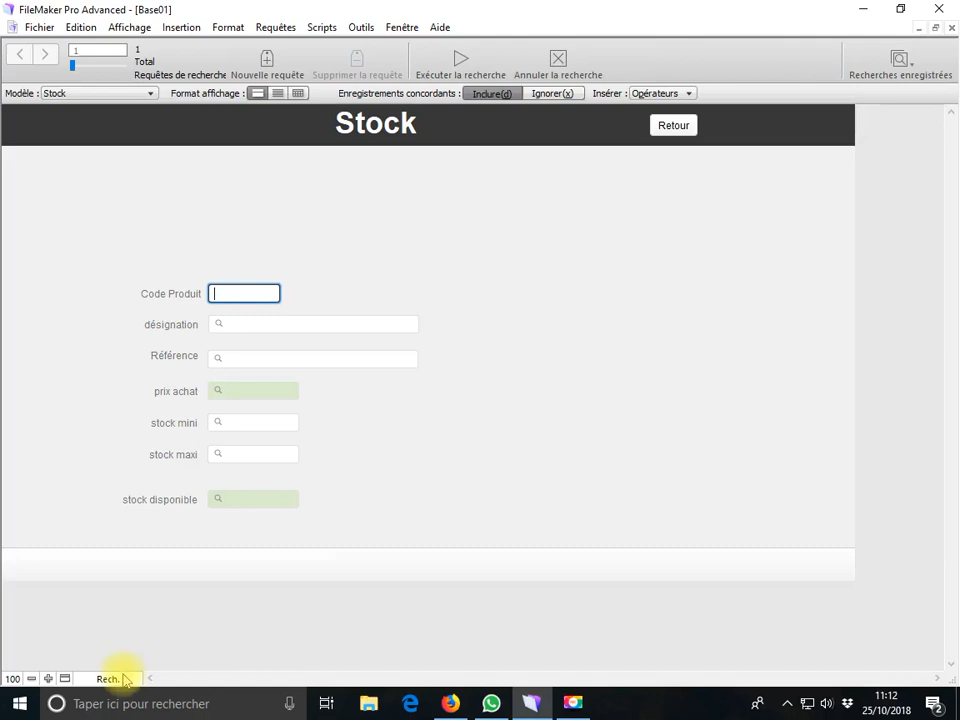 FileMaker Pro Advanced - [Base01]
Fichier Edition Affichage Insertion Format Requêtes Scripts Outils Fenêtre Aide
1 1
Total
Requêtes de recherche Nouvelle requête Supprimer la requête Exécuter la recherche Annuler la recherche Recherches enregistrées
Modèle : Stock Format affichage : Enregistrements concordants : Inclure(d) Ignorer(x) Insérer : Opérateurs
Stock Retour
Code Produit
désignation
Référence
prix achat
stock mini
stock maxi
stock disponible
100 Rech.
Taper ici pour rechercher
11:12
25/10/2018
2